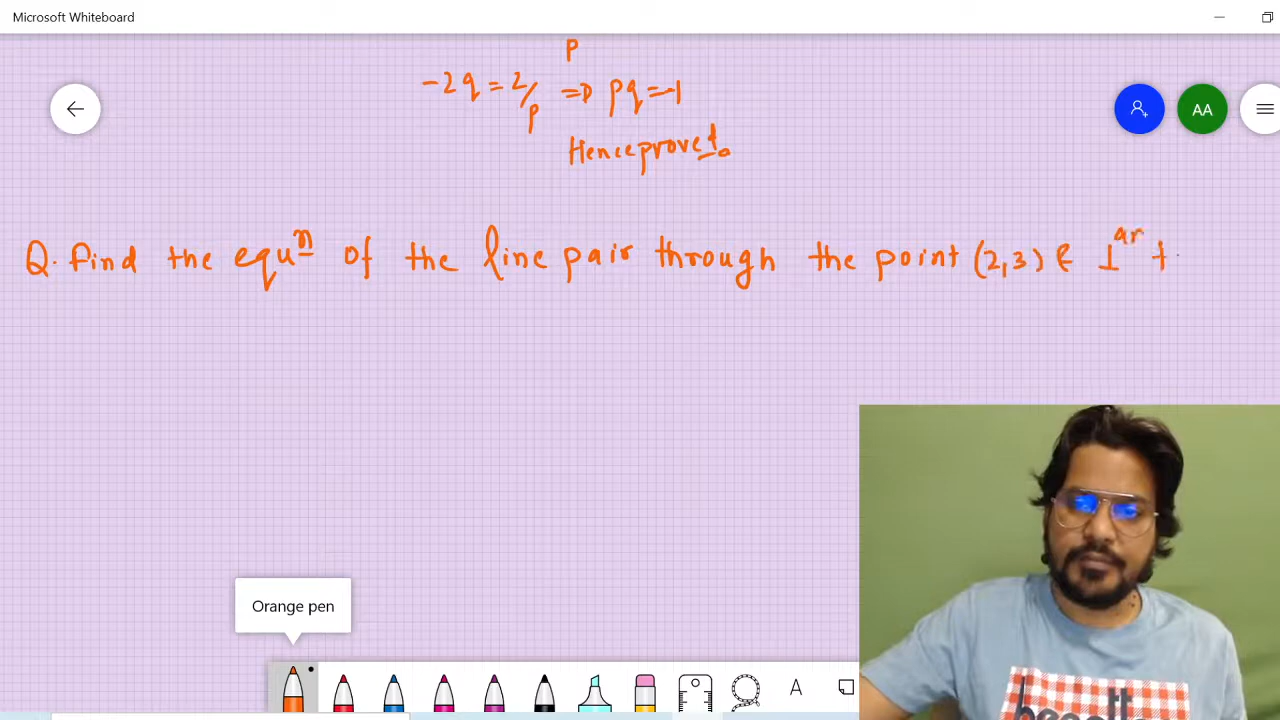 Microsoft Whiteboard
p
-2q = 2/p => pq = -1
Hence proved.
AA
Q. find the equⁿ of the line pair through the point (2,3) & ⊥ᵃʳ t
Orange pen
A